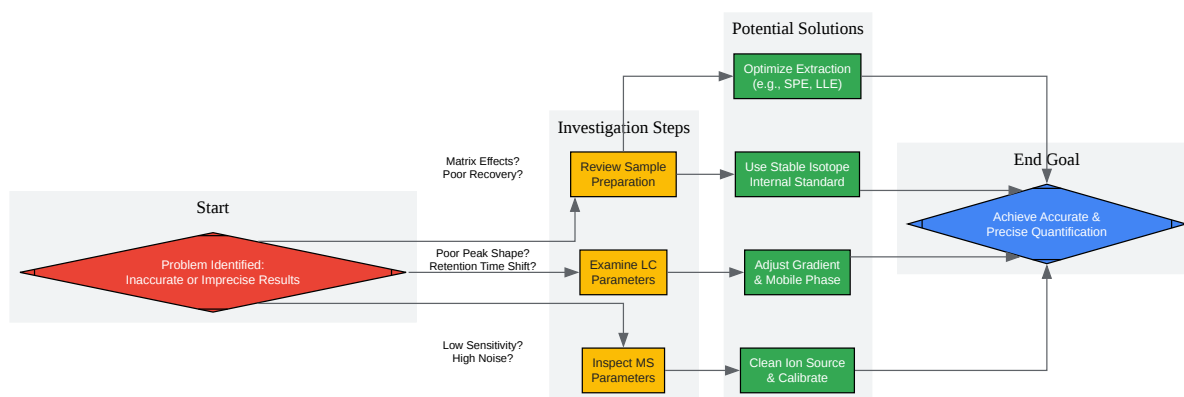 Potential Solutions
Optimize Extraction
(e.g., SPE, LLE)
Investigation Steps
Matrix Effects?
Poor Recovery?
Review Sample
Preparation
Use Stable Isotope
Internal Standard
End Goal
Achieve Accurate &
Precise Quantification
Start
Problem Identified:
Inaccurate or Imprecise Results
Poor Peak Shape?
Retention Time Shift?
Examine LC
Parameters
Adjust Gradient
& Mobile Phase
Low Sensitivity?
High Noise?
Inspect MS
Parameters
Clean Ion Source
& Calibrate